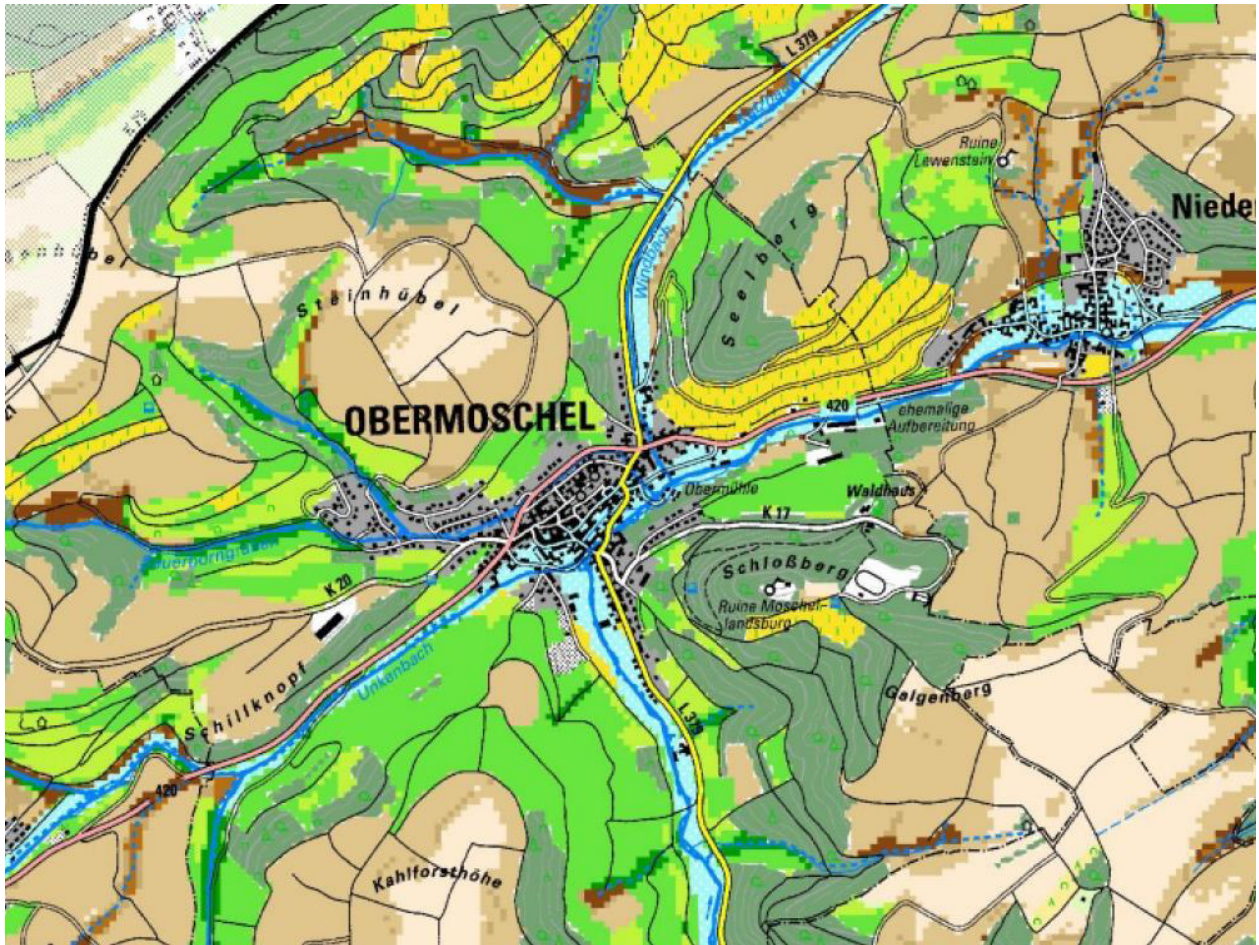 L 379
Ruine
Lewenstein
Nieder
Windbach
Seelberg
Steinhübel
OBERMOSCHEL
420
ehemalige
Aufbereitung
Obermühle
Waldhaus
K 17
Schloßberg
K 20
Ruine Moschel-
landsburg
Unkenbach
Schillknopf
Galgenberg
L 379
420
Kahlforsthöhe